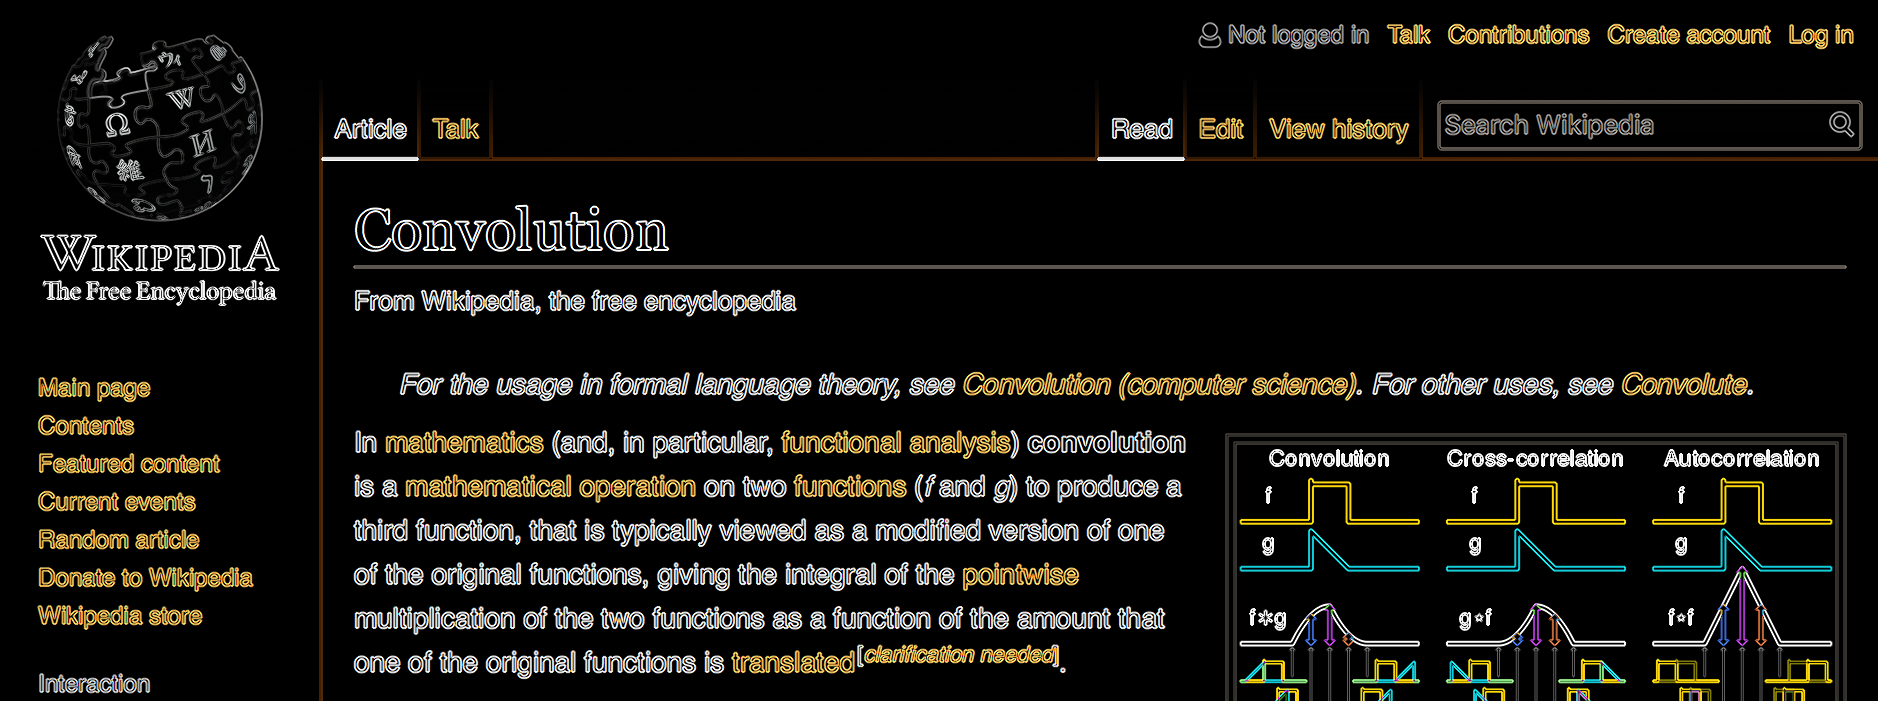 Not logged in Talk Contributions Create account Log in
Article Talk Read Edit View history Search Wikipedia
Ω W И 維
WIKIPEDIA
The Free Encyclopedia
Main page
Contents
Featured content
Current events
Random article
Donate to Wikipedia
Wikipedia store
Interaction
Convolution
From Wikipedia, the free encyclopedia
For the usage in formal language theory, see Convolution (computer science). For other uses, see Convolute.
In mathematics (and, in particular, functional analysis) convolution
is a mathematical operation on two functions (f and g) to produce a
third function, that is typically viewed as a modified version of one
of the original functions, giving the integral of the pointwise
multiplication of the two functions as a function of the amount that
one of the original functions is translated[clarification needed].
Convolution Cross-correlation Autocorrelation
f f f
g g g
f∗g g⋆f f⋆f